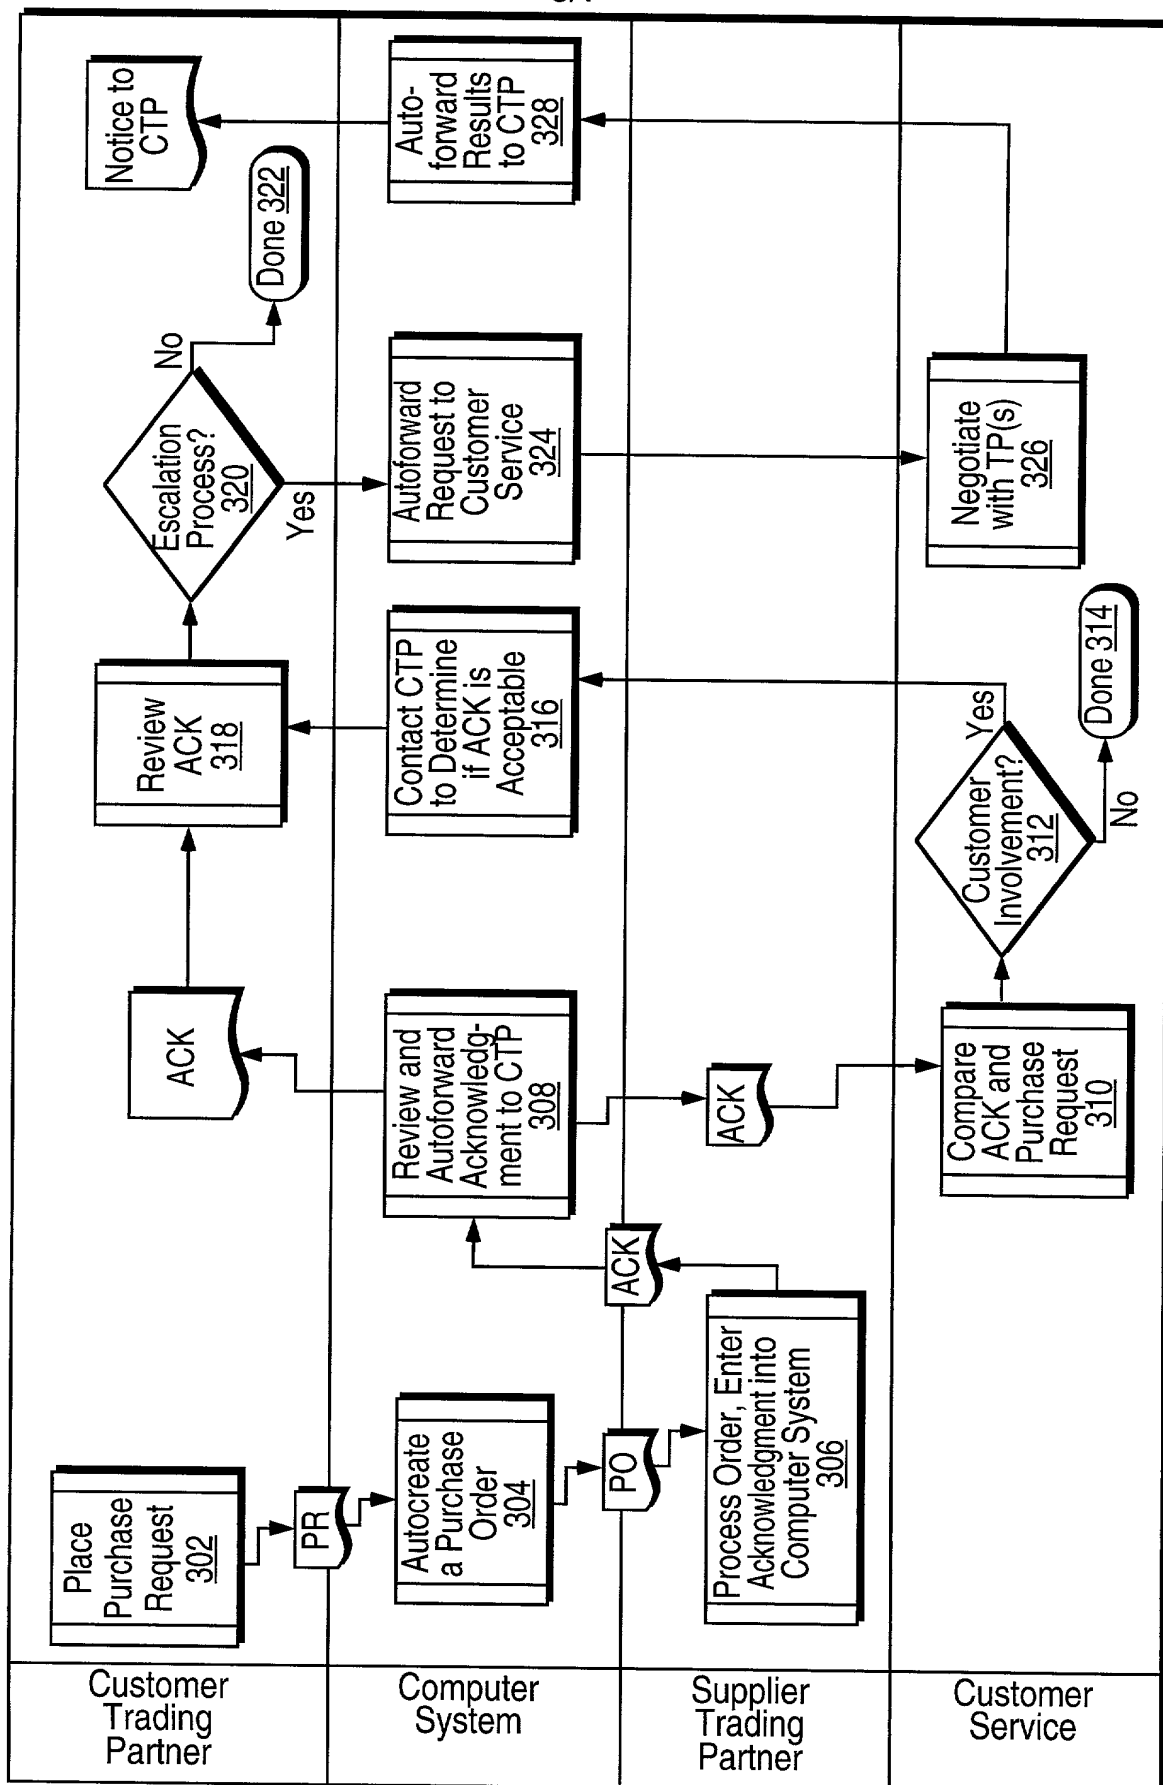 Customer
Trading
Partner
Place
Purchase
Request
302
PR
ACK
Review
ACK
318
Escalation
Process?
320
No
Yes
Done 322
Notice to
CTP
Computer
System
Autocreate
a Purchase
Order
304
PO
Review and
Autoforward
Acknowledg-
ment to CTP
308
Contact CTP
to Determine
if ACK is
Acceptable
316
Autoforward
Request to
Customer
Service
324
Auto-
forward
Results
to CTP
328
Supplier
Trading
Partner
Process Order, Enter
Acknowledgment into
Computer System
306
ACK
ACK
Customer
Service
Compare
ACK and
Purchase
Request
310
Customer
Involvement?
312
Yes
No
Done 314
Negotiate
with TP(s)
326